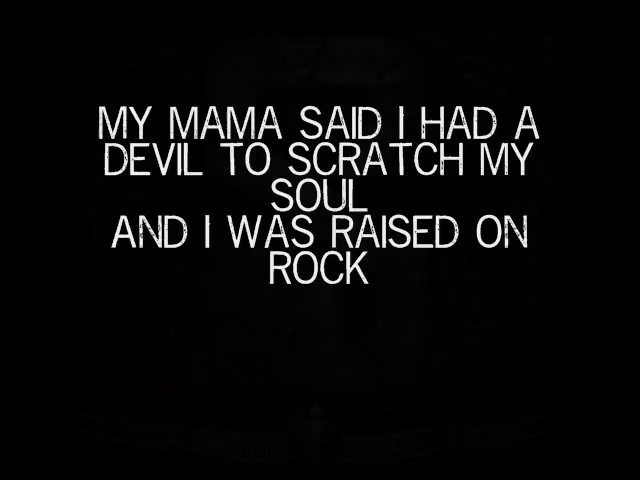 MY MAMA SAID I HAD A
DEVIL TO SCRATCH MY
SOUL
AND I WAS RAISED ON
ROCK